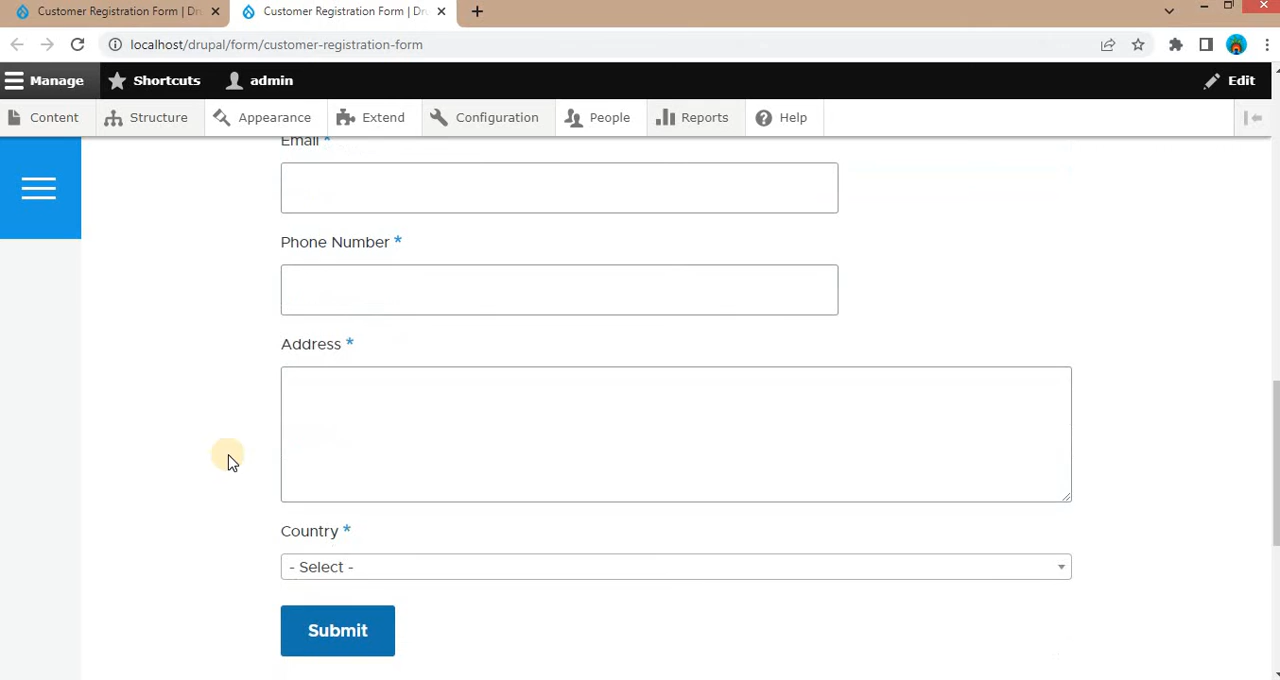 Customer Registration Form | Dr
Customer Registration Form | Dru
localhost/drupal/form/customer-registration-form
Manage Shortcuts admin Edit
Content Structure Appearance Extend Configuration People Reports Help
Email *
Phone Number *
Address *
Country *
- Select -
Submit